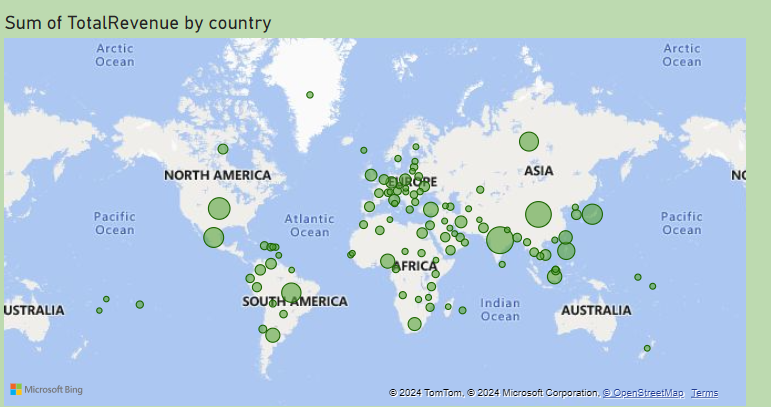 Sum of TotalRevenue by country
Arctic
Ocean
Arctic
Ocean
NORTH AMERICA
EUROPE
ASIA
NO
Pacific
Ocean
Atlantic
Ocean
Pacific
Ocean
AFRICA
SOUTH AMERICA
USTRALIA
Indian
Ocean
AUSTRALIA
Microsoft Bing
© 2024 TomTom, © 2024 Microsoft Corporation, © OpenStreetMap Terms